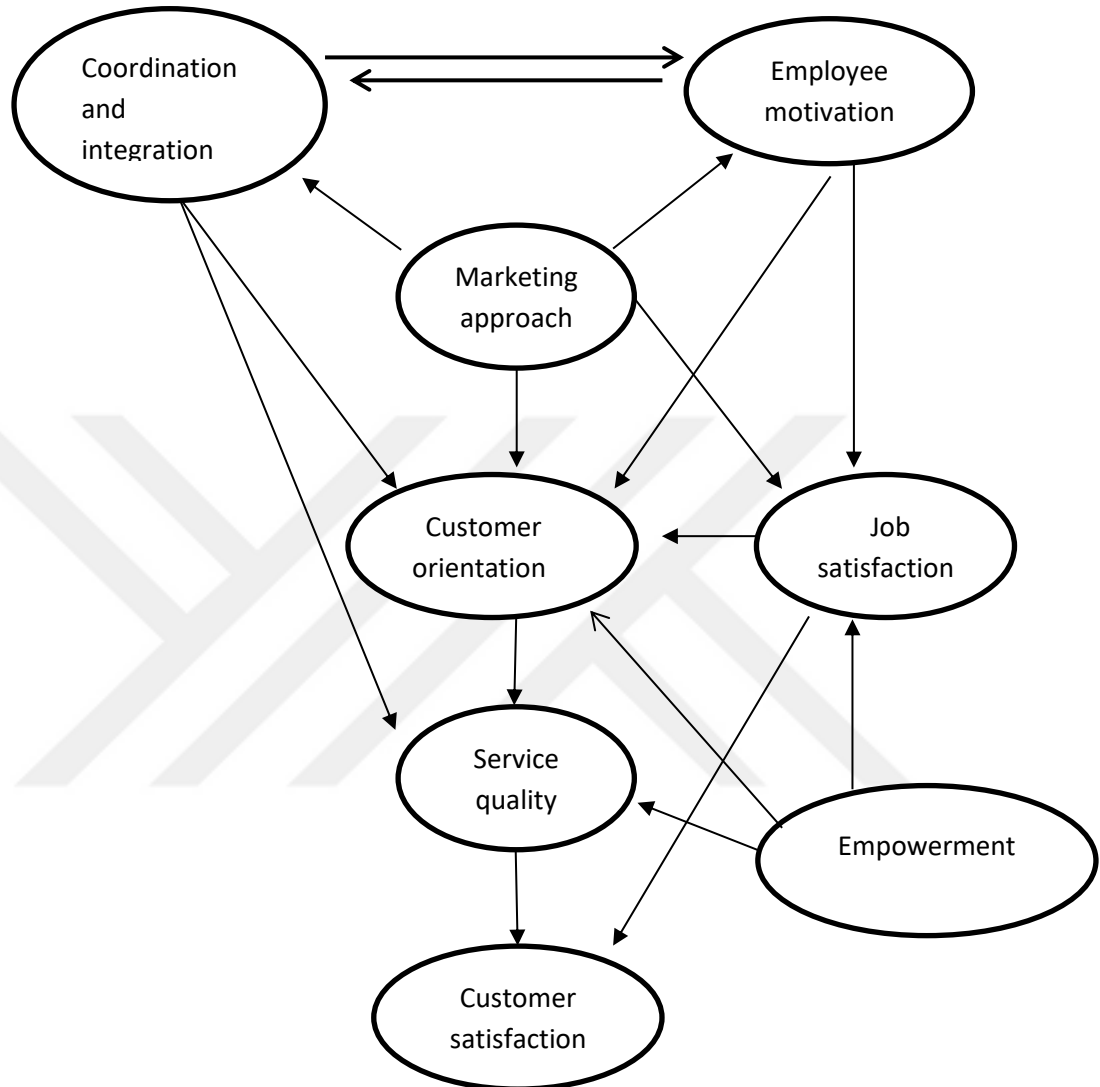 Coordination
and
integration
Employee
motivation
Marketing
approach
Customer
orientation
Job
satisfaction
Service
quality
Empowerment
Customer
satisfaction